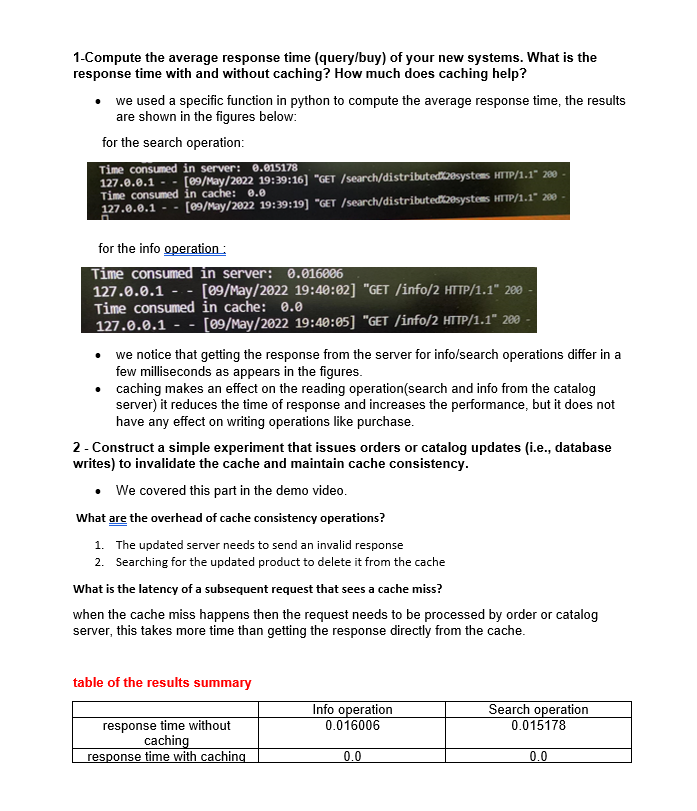 1-Compute the average response time (query/buy) of your new systems. What is the
response time with and without caching? How much does caching help?
• we used a specific function in python to compute the average response time, the results
are shown in the figures below:
for the search operation:
Time consumed in server: 0.015178
127.0.0.1 - - [09/May/2022 19:39:16] "GET /search/distributed%20systems HTTP/1.1" 200 -
Time consumed in cache: 0.0
127.0.0.1 - - [09/May/2022 19:39:19] "GET /search/distributed%20systems HTTP/1.1" 200 -
for the info operation :
Time consumed in server: 0.016006
127.0.0.1 - - [09/May/2022 19:40:02] "GET /info/2 HTTP/1.1" 200 -
Time consumed in cache: 0.0
127.0.0.1 - - [09/May/2022 19:40:05] "GET /info/2 HTTP/1.1" 200 -
• we notice that getting the response from the server for info/search operations differ in a
few milliseconds as appears in the figures.
• caching makes an effect on the reading operation(search and info from the catalog
server) it reduces the time of response and increases the performance, but it does not
have any effect on writing operations like purchase.
2 - Construct a simple experiment that issues orders or catalog updates (i.e., database
writes) to invalidate the cache and maintain cache consistency.
• We covered this part in the demo video.
What are the overhead of cache consistency operations?
1. The updated server needs to send an invalid response
2. Searching for the updated product to delete it from the cache
What is the latency of a subsequent request that sees a cache miss?
when the cache miss happens then the request needs to be processed by order or catalog
server, this takes more time than getting the response directly from the cache.
table of the results summary
Info operation Search operation
response time without 0.016006 0.015178
caching
response time with caching 0.0 0.0